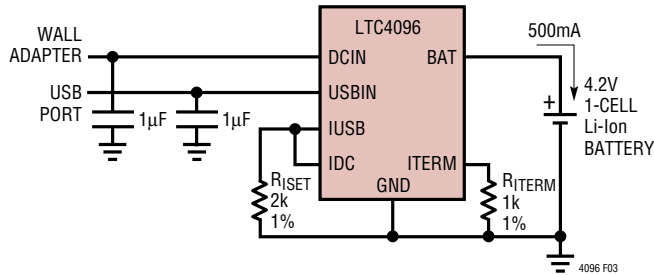 WALL
ADAPTER
USB
PORT
1µF
1µF
LTC4096
DCIN
BAT
USBIN
IUSB
IDC
ITERM
GND
RISET
2k
1%
RITERM
1k
1%
500mA
+
4.2V
1-CELL
Li-Ion
BATTERY
4096 F03